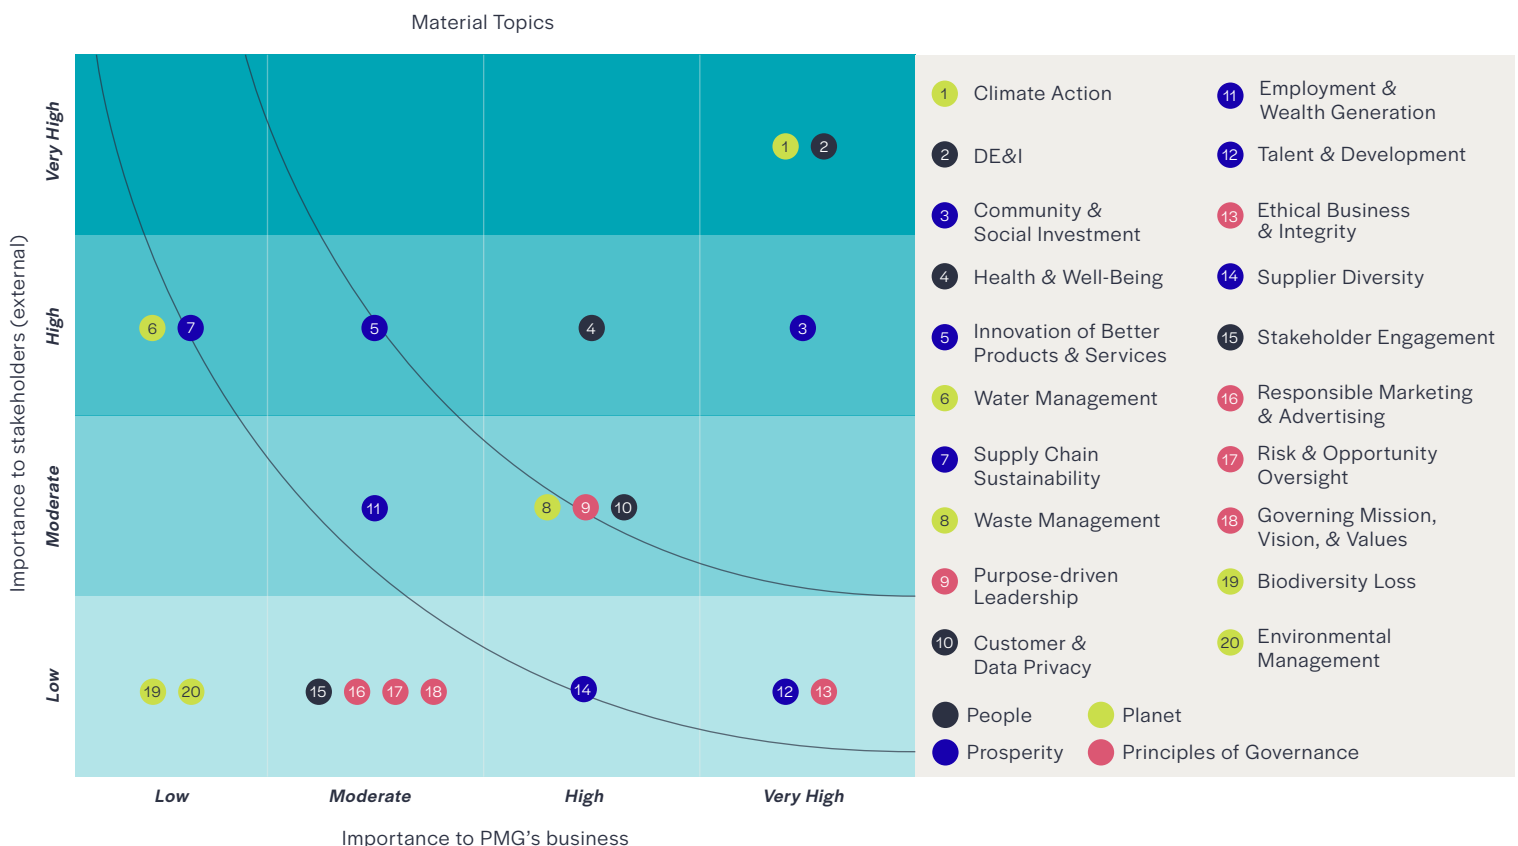 Material Topics
Importance to stakeholders (external)
Very High
High
Moderate
Low
1
2
6
7
5
4
3
11
8
9
10
19
20
15
16
17
18
14
12
13
Low
Moderate
High
Very High
Importance to PMG’s business
1 Climate Action
2 DE&I
3 Community &
Social Investment
4 Health & Well-Being
5 Innovation of Better
Products & Services
6 Water Management
7 Supply Chain
Sustainability
8 Waste Management
9 Purpose-driven
Leadership
10 Customer &
Data Privacy
11 Employment &
Wealth Generation
12 Talent & Development
13 Ethical Business
& Integrity
14 Supplier Diversity
15 Stakeholder Engagement
16 Responsible Marketing
& Advertising
17 Risk & Opportunity
Oversight
18 Governing Mission,
Vision, & Values
19 Biodiversity Loss
20 Environmental
Management
People
Planet
Prosperity
Principles of Governance